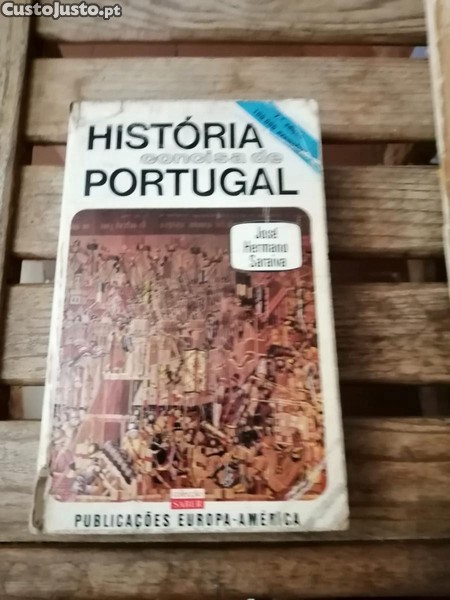 CustoJusto.pt
HISTÓRIA
concisa de
PORTUGAL
José
Hermano
Saraiva
SABER
PUBLICAÇÕES EUROPA-AMÉRICA